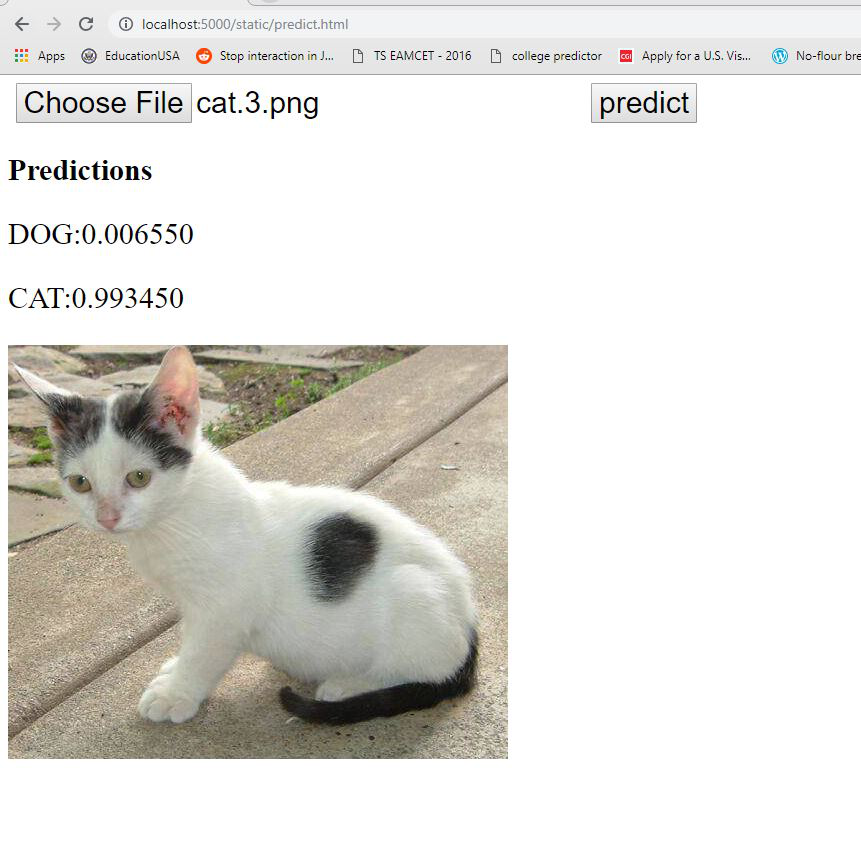 localhost:5000/static/predict.html
Apps EducationUSA Stop interaction in J... TS EAMCET - 2016 college predictor CGI Apply for a U.S. Vis... No-flour bre
Choose File cat.3.png predict
Predictions
DOG:0.006550
CAT:0.993450